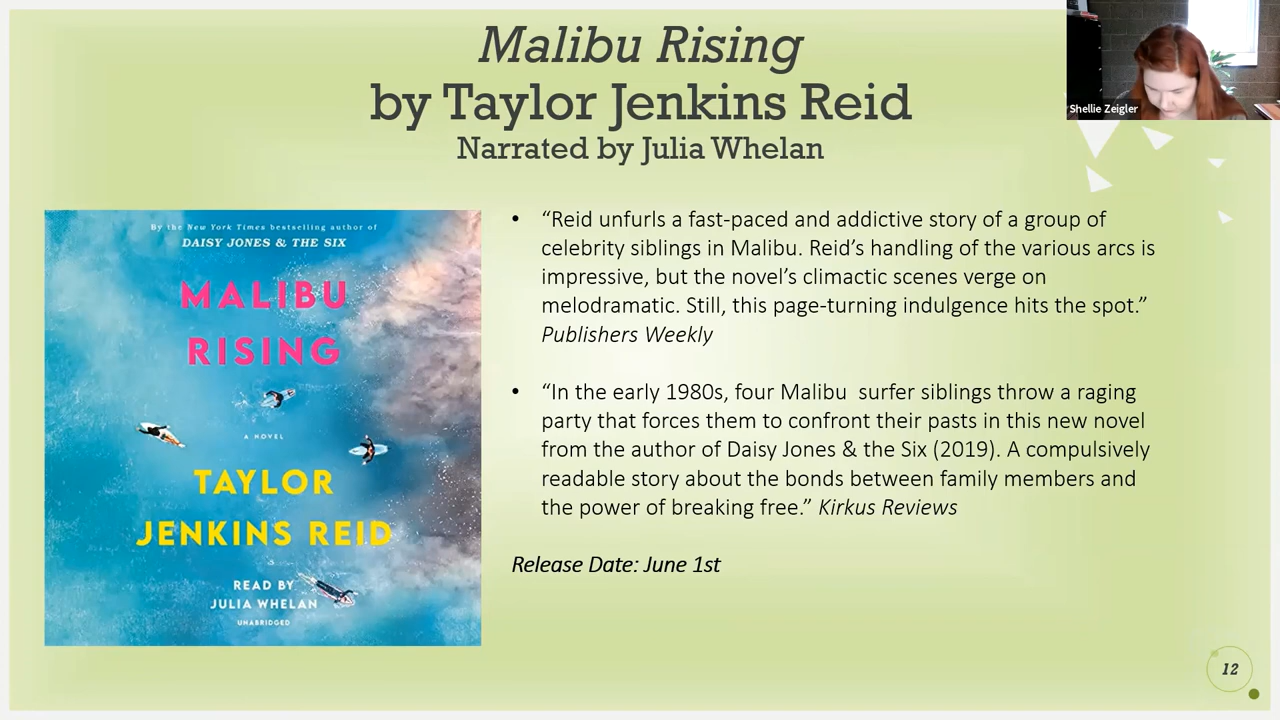 Malibu Rising
by Taylor Jenkins Reid
Narrated by Julia Whelan
Shellie Zeigler
By the New York Times bestselling author of
DAISY JONES & THE SIX
MALIBU
RISING
A NOVEL
TAYLOR
JENKINS REID
READ BY
JULIA WHELAN
UNABRIDGED
• “Reid unfurls a fast-paced and addictive story of a group of
celebrity siblings in Malibu. Reid’s handling of the various arcs is
impressive, but the novel’s climactic scenes verge on
melodramatic. Still, this page-turning indulgence hits the spot.”
Publishers Weekly
• “In the early 1980s, four Malibu  surfer siblings throw a raging
party that forces them to confront their pasts in this new novel
from the author of Daisy Jones & the Six (2019). A compulsively
readable story about the bonds between family members and
the power of breaking free.” Kirkus Reviews
Release Date: June 1st
12